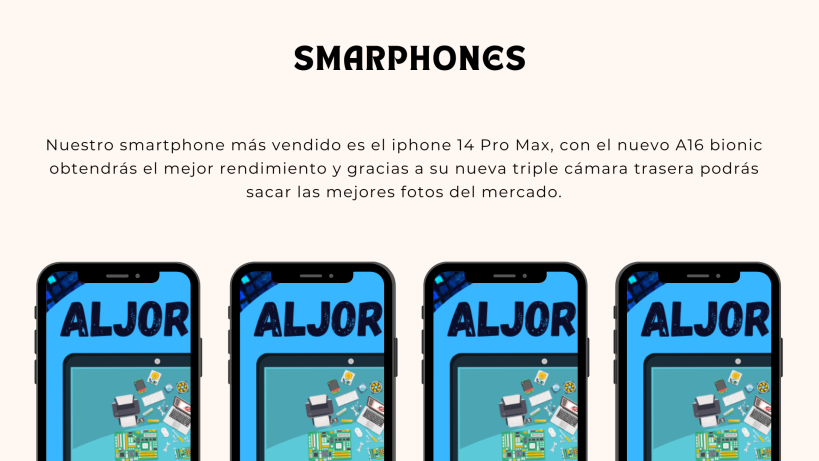 SMARPHONES
Nuestro smartphone más vendido es el iphone 14 Pro Max, con el nuevo A16 bionic
obtendrás el mejor rendimiento y gracias a su nueva triple cámara trasera podrás
sacar las mejores fotos del mercado.
ALJOR ALJOR ALJOR ALJOR